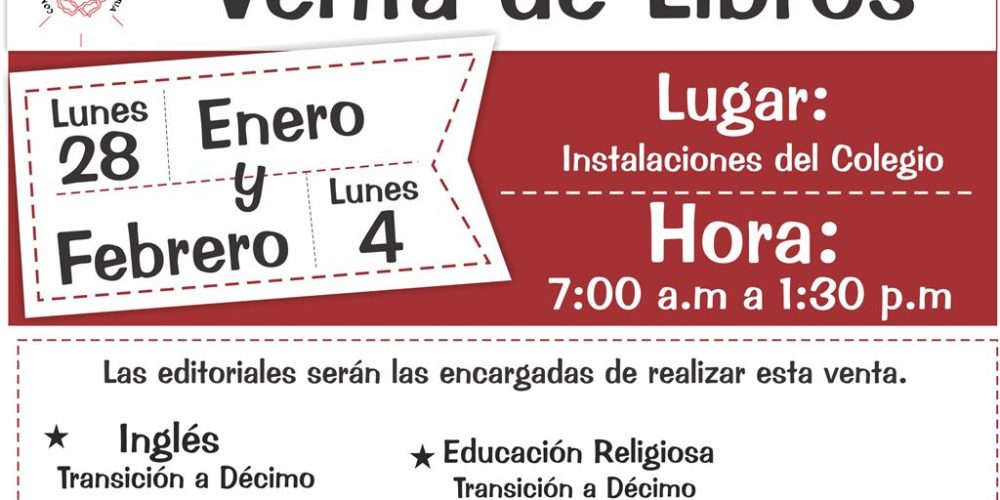 Venta de Libros
Lunes
28
Enero
y
Febrero
Lunes
4
Lugar:
Instalaciones del Colegio
Hora:
7:00 a.m a 1:30 p.m
Las editoriales serán las encargadas de realizar esta venta.
★ Inglés
Transición a Décimo
★ Educación Religiosa
Transición a Décimo